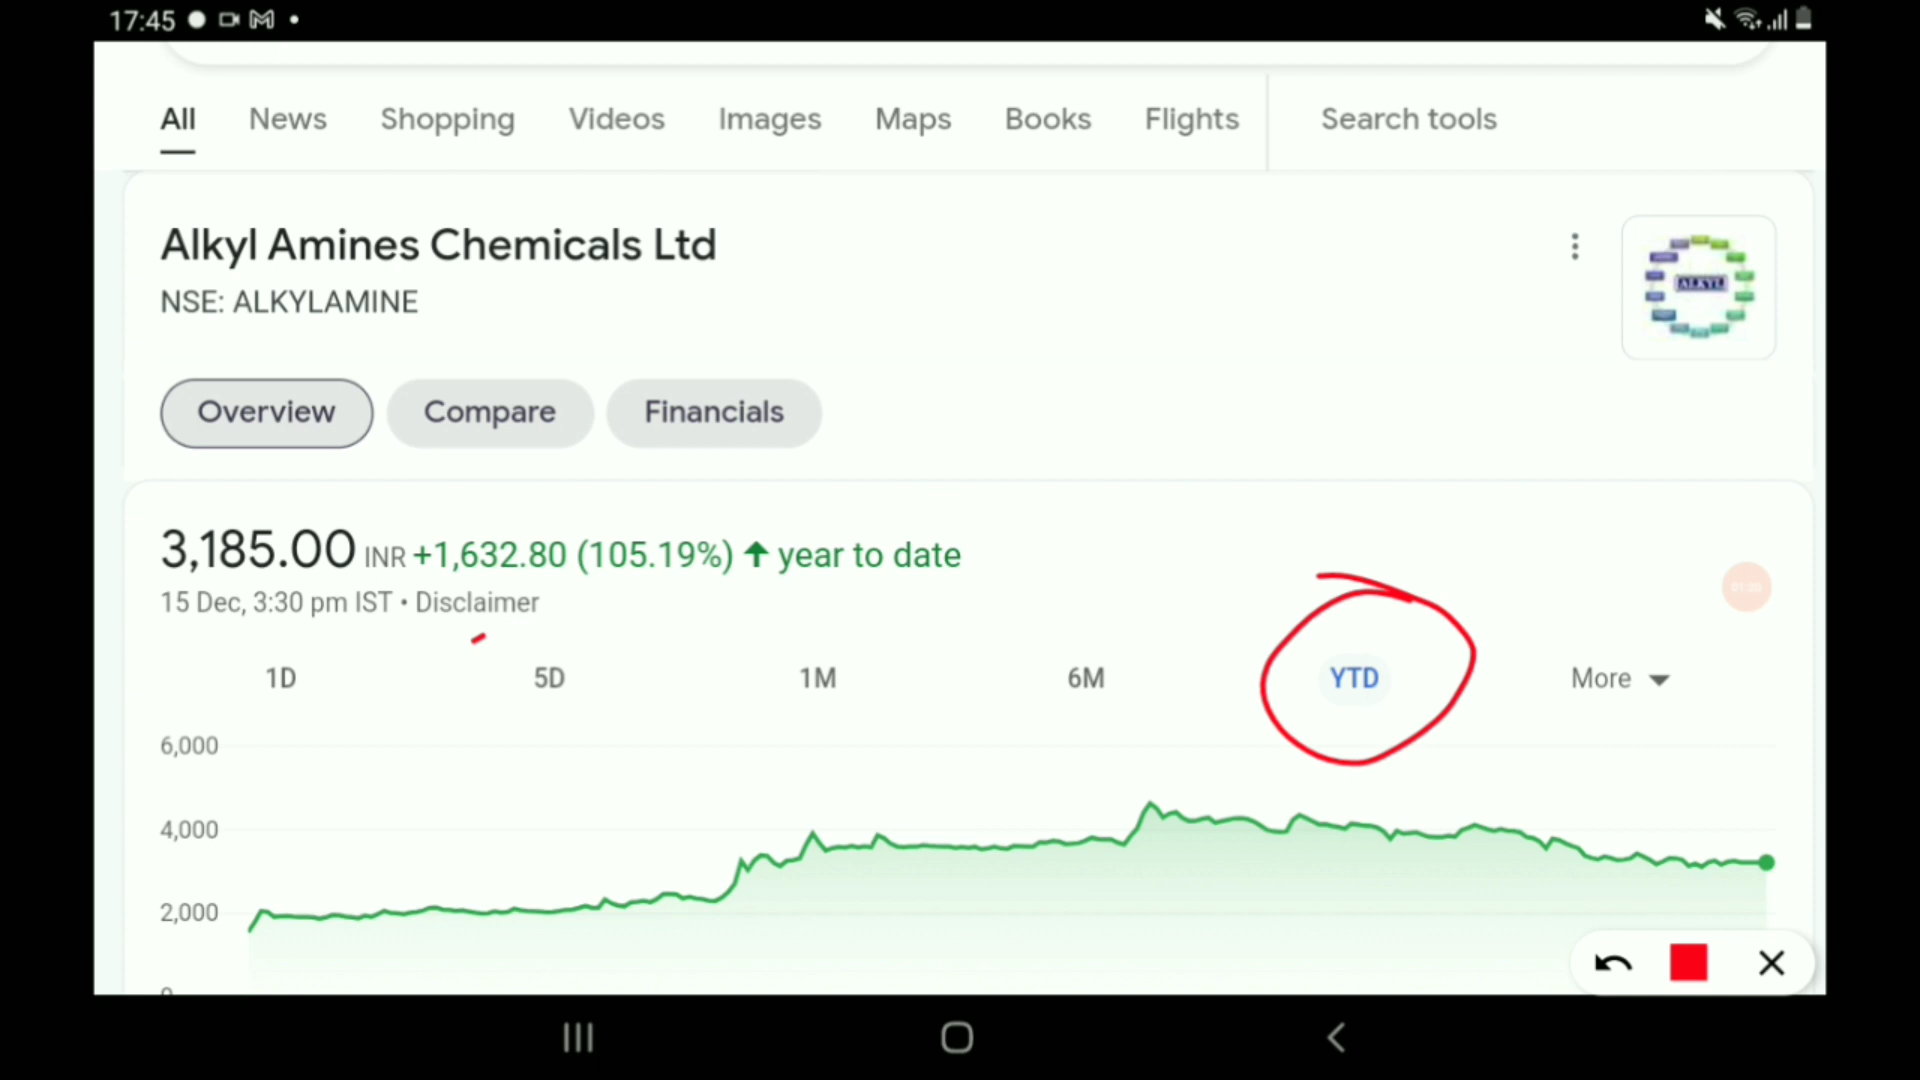 17:45
All News Shopping Videos Images Maps Books Flights Search tools
Alkyl Amines Chemicals Ltd
NSE: ALKYLAMINE
ALKYL
Overview Compare Financials
3,185.00 INR +1,632.80 (105.19%) ↑ year to date
15 Dec, 3:30 pm IST • Disclaimer
1D 5D 1M 6M YTD More
6,000
4,000
2,000